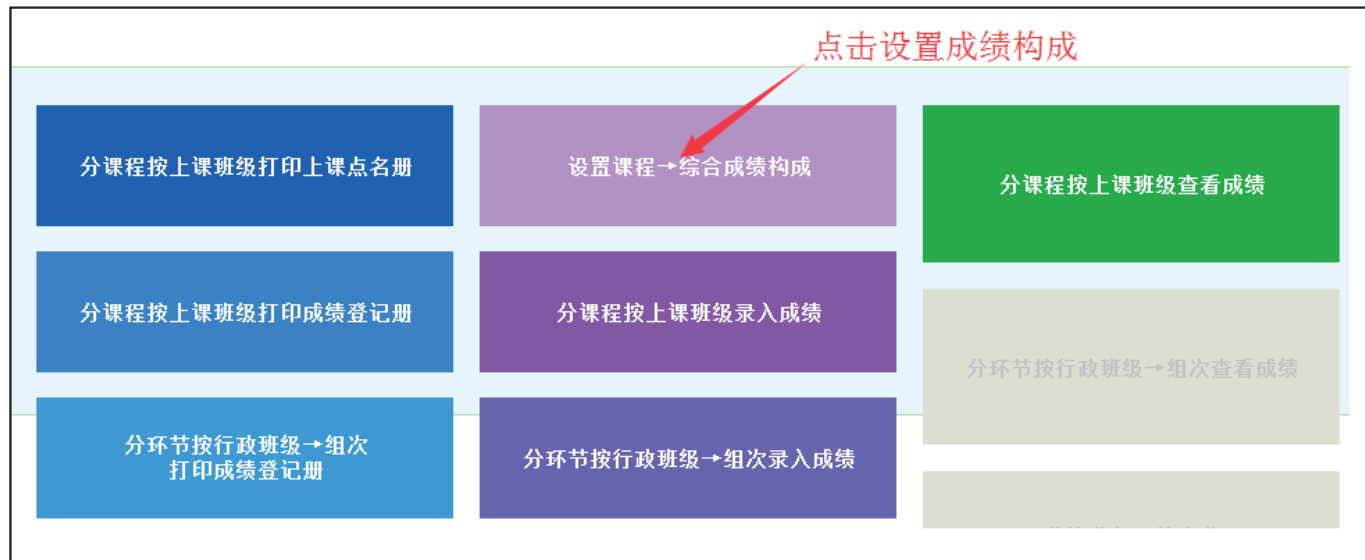 点击设置成绩构成
分课程按上课班级打印上课点名册
设置课程→综合成绩构成
分课程按上课班级查看成绩
分课程按上课班级打印成绩登记册
分课程按上课班级录入成绩
分环节按行政班级→组次查看成绩
分环节按行政班级→组次
打印成绩登记册
分环节按行政班级→组次录入成绩